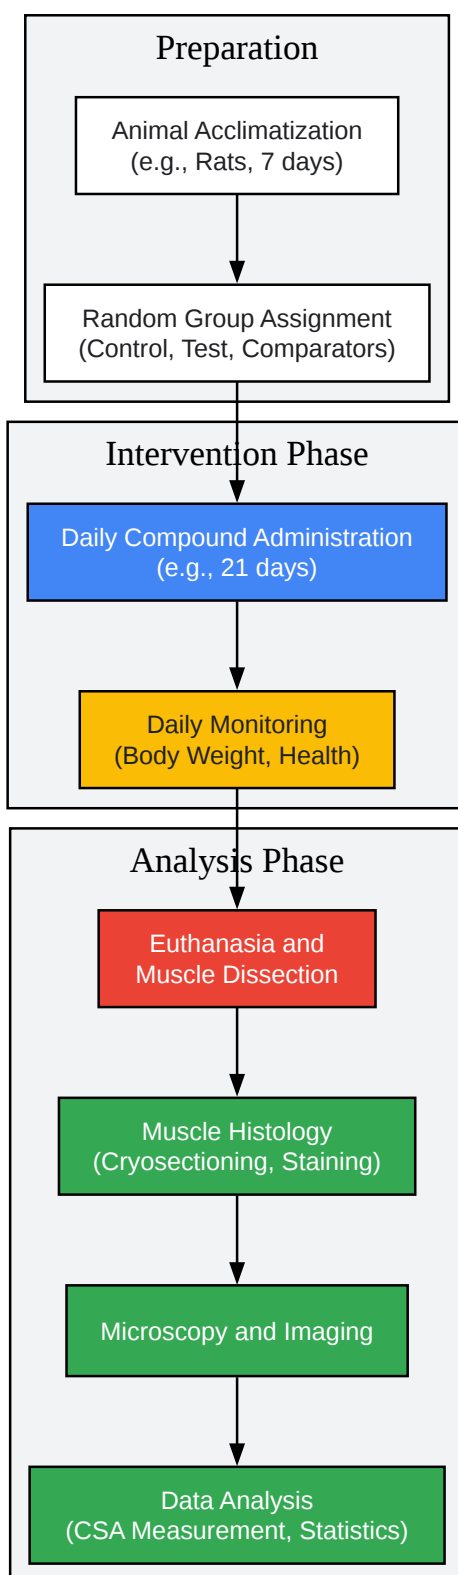 Preparation
Animal Acclimatization
(e.g., Rats, 7 days)
Random Group Assignment
(Control, Test, Comparators)
Intervention Phase
Daily Compound Administration
(e.g., 21 days)
Daily Monitoring
(Body Weight, Health)
Analysis Phase
Euthanasia and
Muscle Dissection
Muscle Histology
(Cryosectioning, Staining)
Microscopy and Imaging
Data Analysis
(CSA Measurement, Statistics)